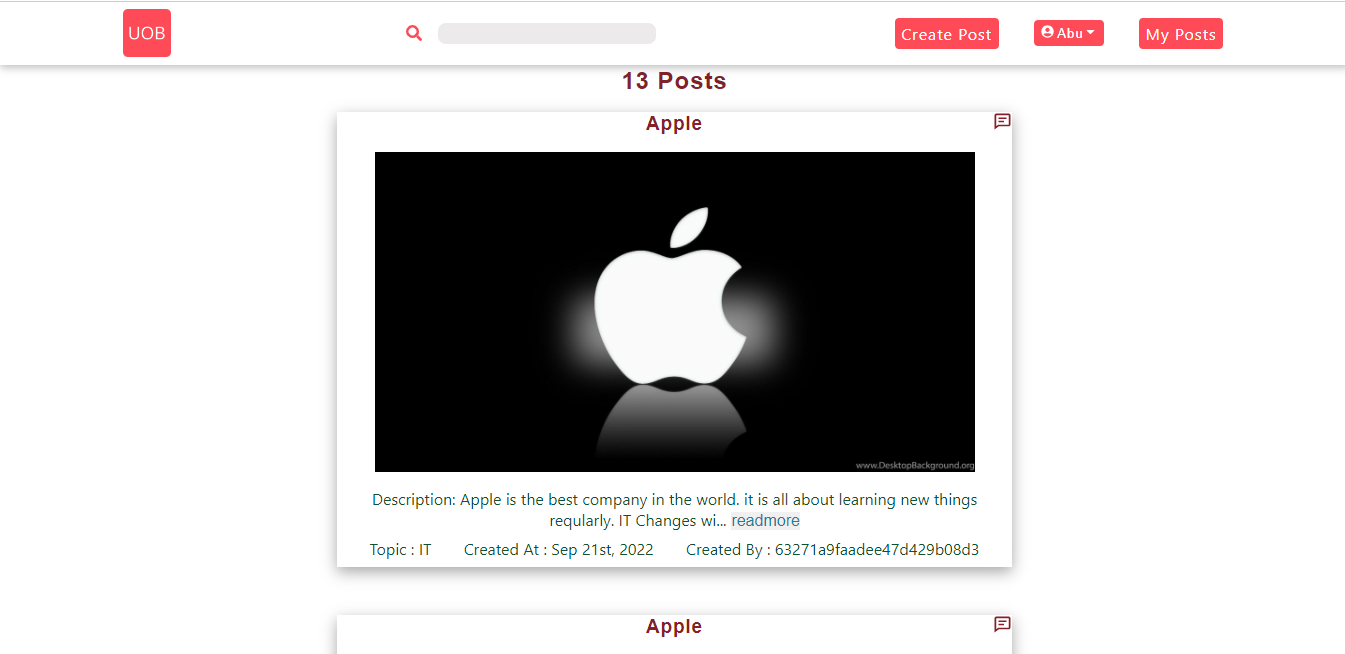 UOB
Create Post
Abu
My Posts
13 Posts
Apple
www.DesktopBackground.org
Description: Apple is the best company in the world. it is all about learning new things
reqularly. IT Changes wi... readmore
Topic : IT Created At : Sep 21st, 2022 Created By : 63271a9faadee47d429b08d3
Apple